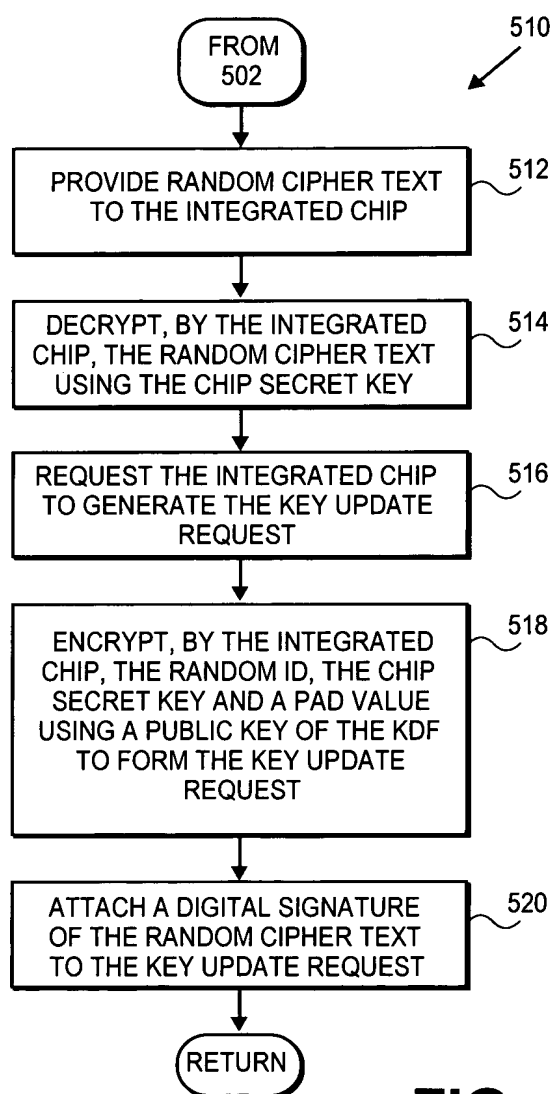 FROM
502
510
PROVIDE RANDOM CIPHER TEXT
TO THE INTEGRATED CHIP
512
DECRYPT, BY THE INTEGRATED
CHIP, THE RANDOM CIPHER TEXT
USING THE CHIP SECRET KEY
514
REQUEST THE INTEGRATED CHIP
TO GENERATE THE KEY UPDATE
REQUEST
516
ENCRYPT, BY THE INTEGRATED
CHIP, THE RANDOM ID, THE CHIP
SECRET KEY AND A PAD VALUE
USING A PUBLIC KEY OF THE KDF
TO FORM THE KEY UPDATE
REQUEST
518
ATTACH A DIGITAL SIGNATURE
OF THE RANDOM CIPHER TEXT
TO THE KEY UPDATE REQUEST
520
RETURN